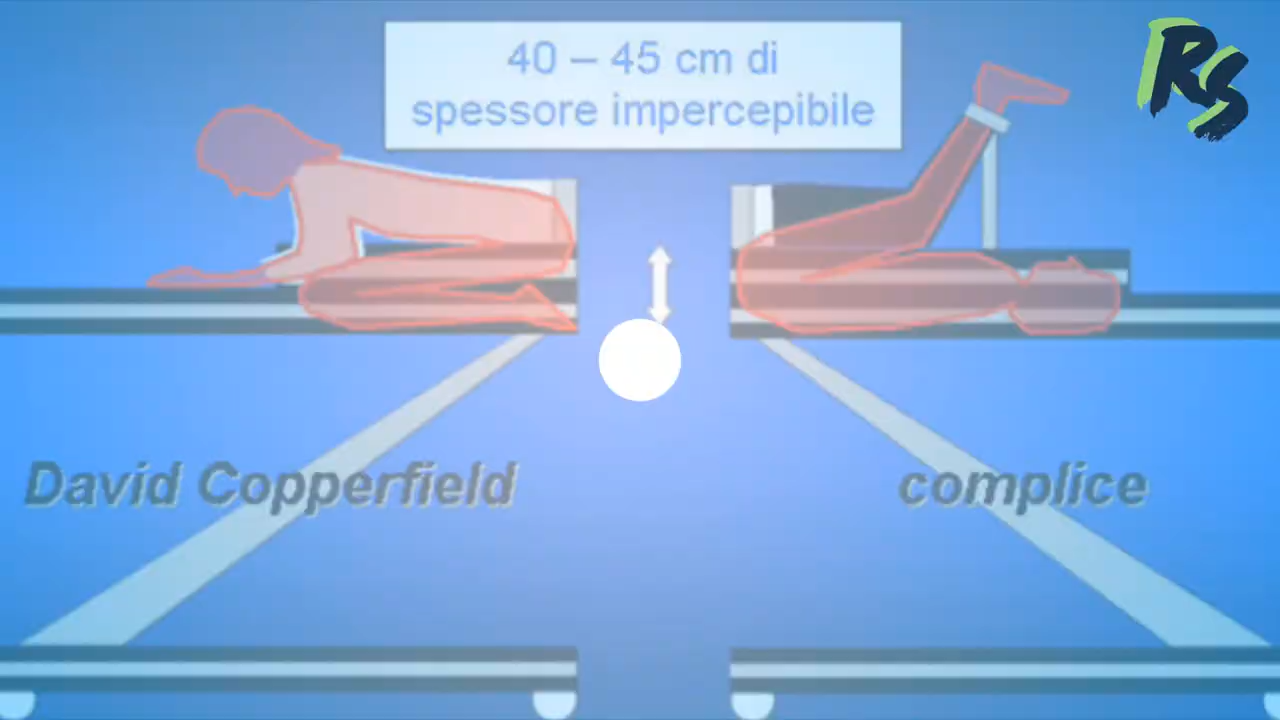 40 – 45 cm di
spessore impercepibile
RS
David Copperfield
complice